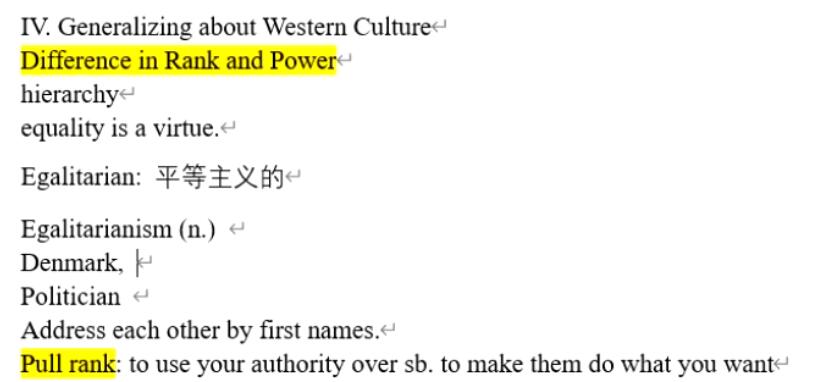 IV. Generalizing about Western Culture
Difference in Rank and Power
hierarchy
equality is a virtue.
Egalitarian: 平等主义的
Egalitarianism (n.)
Denmark,
Politician
Address each other by first names.
Pull rank: to use your authority over sb. to make them do what you want